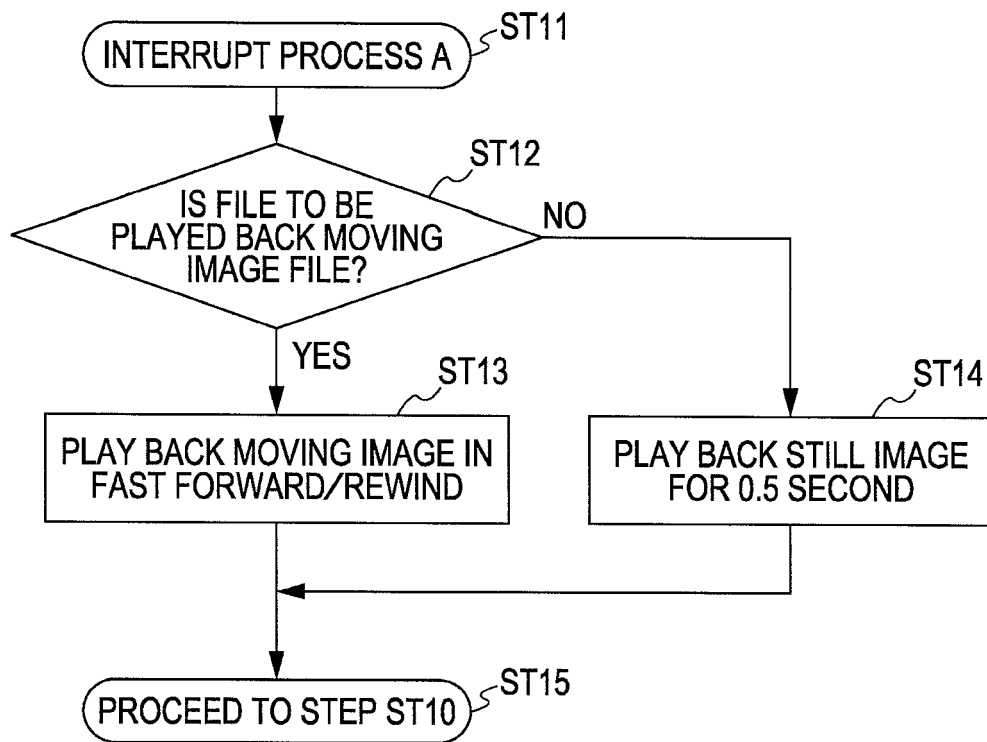 INTERRUPT PROCESS A
ST11
ST12
IS FILE TO BE
PLAYED BACK MOVING
IMAGE FILE?
NO
YES
ST13
PLAY BACK MOVING IMAGE IN
FAST FORWARD/REWIND
ST14
PLAY BACK STILL IMAGE
FOR 0.5 SECOND
PROCEED TO STEP ST10
ST15